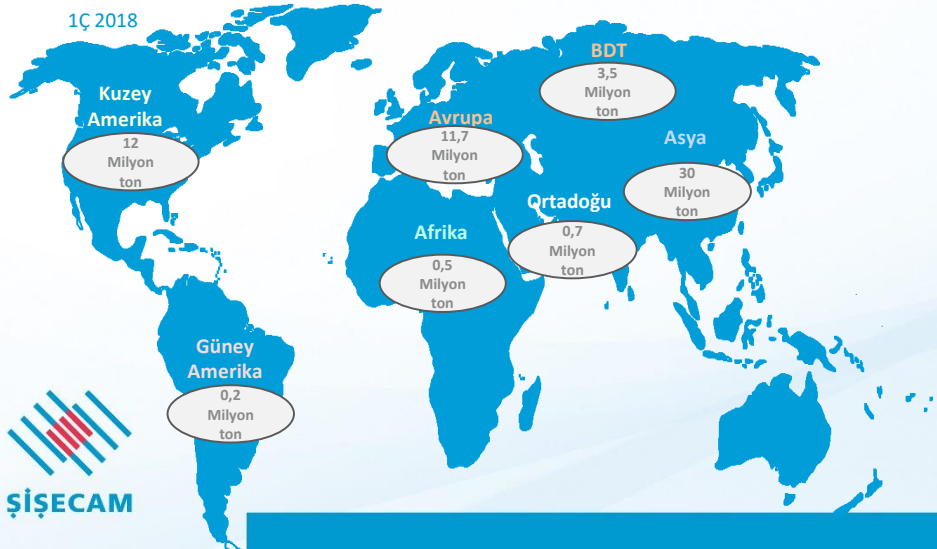 1Ç 2018
Kuzey
Amerika
12
Milyon
ton
Avrupa
11,7
Milyon
ton
BDT
3,5
Milyon
ton
Asya
30
Milyon
ton
Ortadoğu
0,7
Milyon
ton
Afrika
0,5
Milyon
ton
Güney
Amerika
0,2
Milyon
ton
ŞİŞECAM